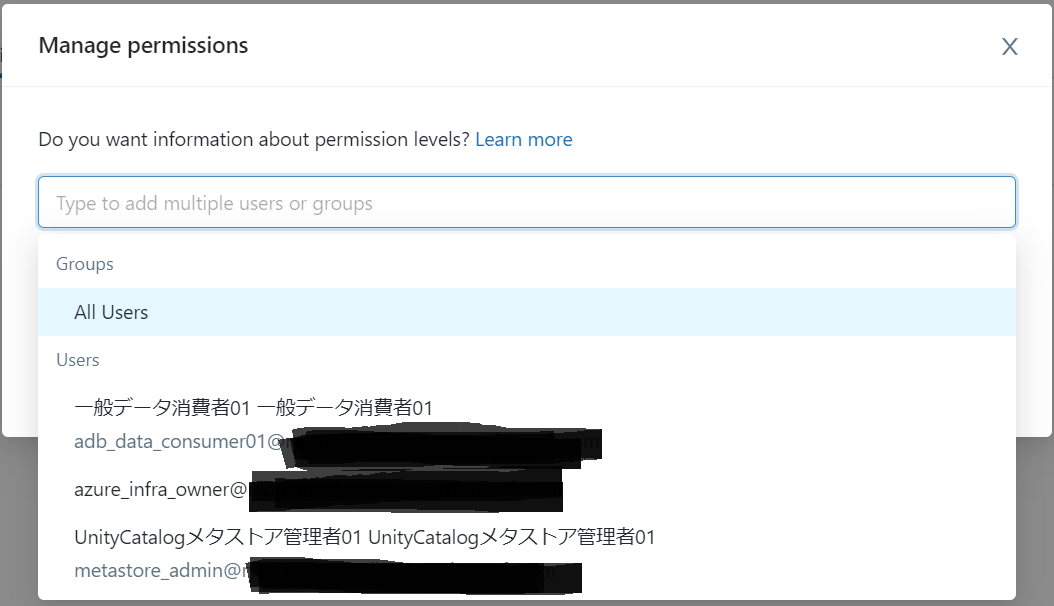 Manage permissions
X
Do you want information about permission levels? Learn more
Type to add multiple users or groups
Groups
All Users
Users
一般データ消費者01 一般データ消費者01
adb_data_consumer01@
azure_infra_owner@
UnityCatalogメタストア管理者01 UnityCatalogメタストア管理者01
metastore_admin@